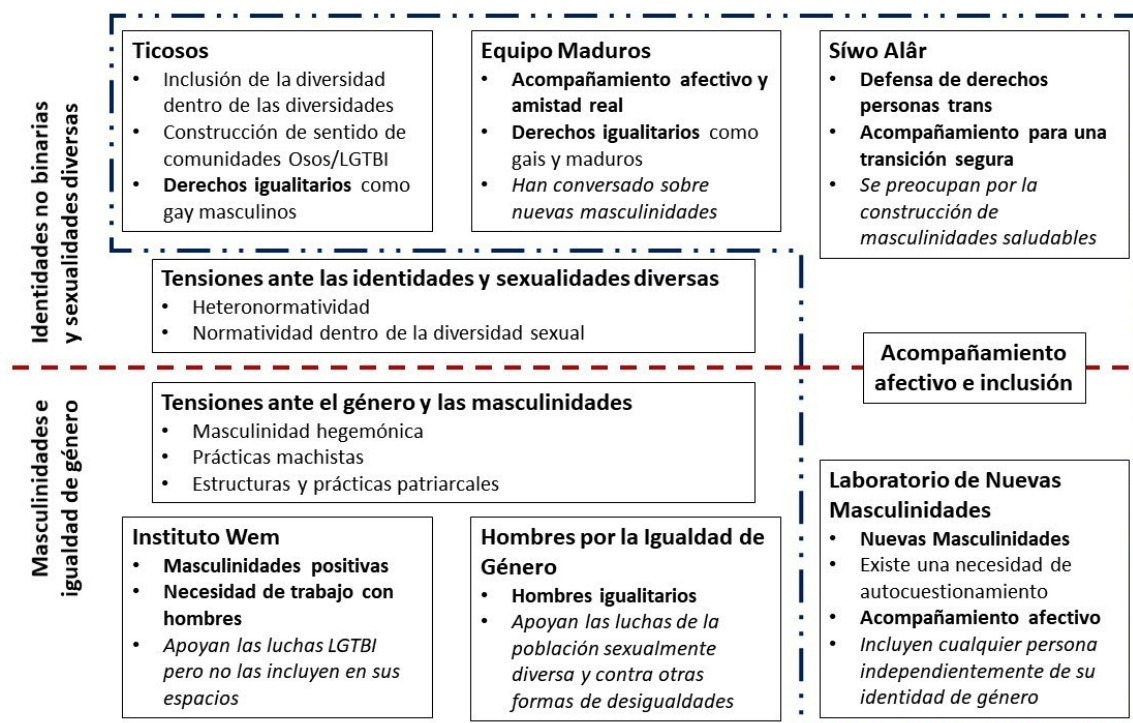 Identidades no binarias
y sexualidades diversas
Ticosos
• Inclusión de la diversidad
dentro de las diversidades
• Construcción de sentido de
comunidades Osos/LGTBI
• Derechos igualitarios como
gay masculinos
Equipo Maduros
• Acompañamiento afectivo y
amistad real
• Derechos igualitarios como
gais y maduros
• Han conversado sobre
nuevas masculinidades
Síwo Alâr
• Defensa de derechos
personas trans
• Acompañamiento para una
transición segura
• Se preocupan por la
construcción de
masculinidades saludables
Tensiones ante las identidades y sexualidades diversas
• Heteronormatividad
• Normatividad dentro de la diversidad sexual
Acompañamiento
afectivo e inclusión
Masculinidades e
igualdad de género
Tensiones ante el género y las masculinidades
• Masculinidad hegemónica
• Prácticas machistas
• Estructuras y prácticas patriarcales
Instituto Wem
• Masculinidades positivas
• Necesidad de trabajo con
hombres
• Apoyan las luchas LGTBI
pero no las incluyen en sus
espacios
Hombres por la Igualdad de
Género
• Hombres igualitarios
• Apoyan las luchas de la
población sexualmente
diversa y contra otras
formas de desigualdades
Laboratorio de Nuevas
Masculinidades
• Nuevas Masculinidades
• Existe una necesidad de
autocuestionamiento
• Acompañamiento afectivo
• Incluyen cualquier persona
independientemente de su
identidad de género